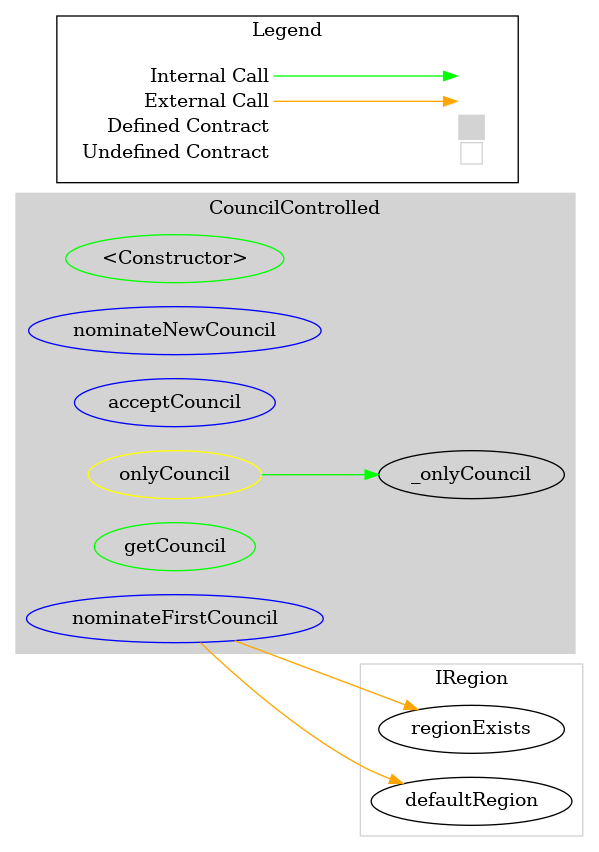 Legend
Internal Call
External Call
Defined Contract
Undefined Contract
CouncilControlled
<Constructor>
nominateNewCouncil
acceptCouncil
onlyCouncil
_onlyCouncil
getCouncil
nominateFirstCouncil
IRegion
regionExists
defaultRegion